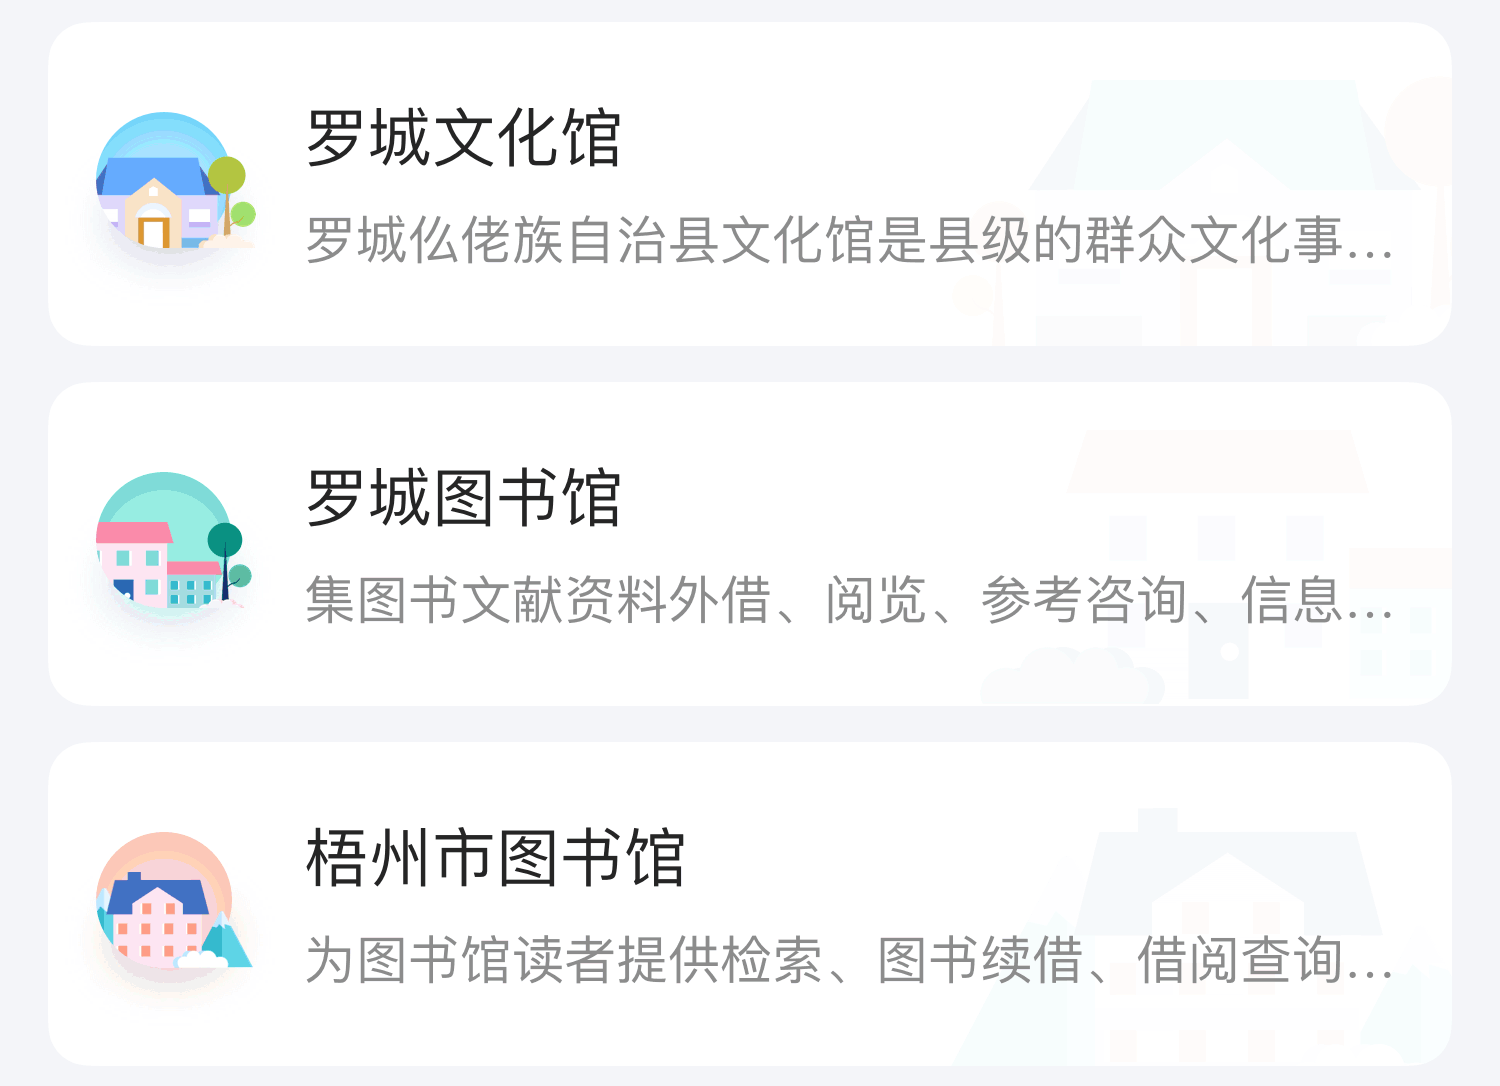 罗城文化馆
罗城仫佬族自治县文化馆是县级的群众文化事...
罗城图书馆
集图书文献资料外借、阅览、参考咨询、信息...
梧州市图书馆
为图书馆读者提供检索、图书续借、借阅查询...